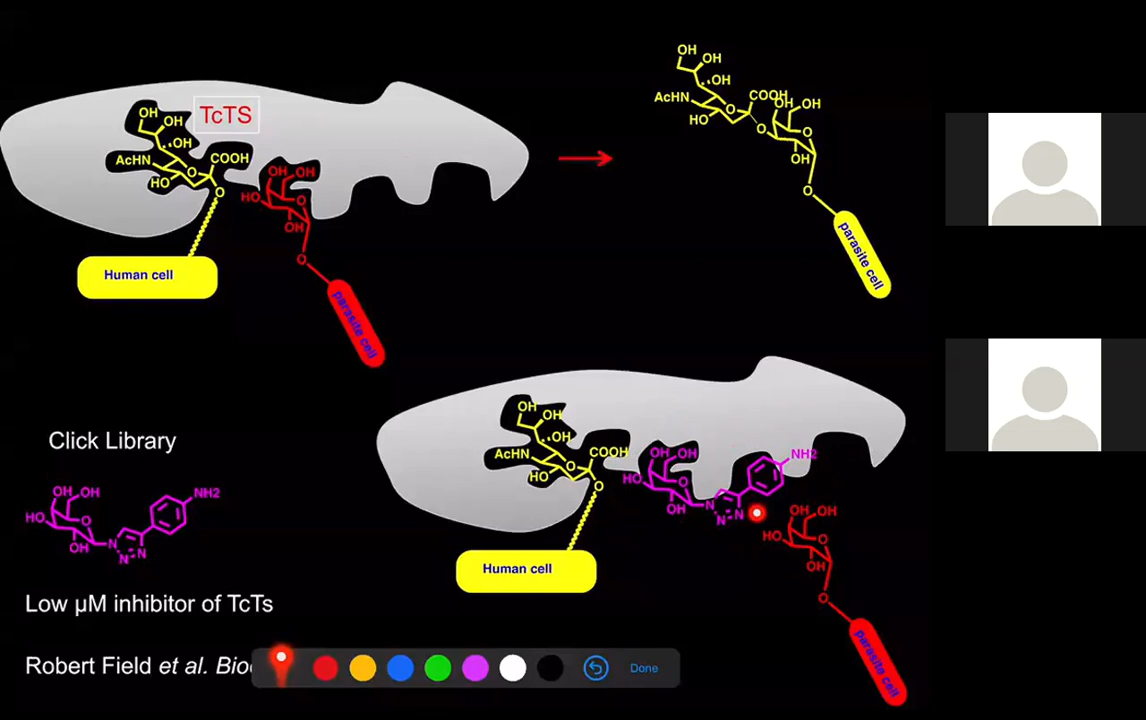 TcTS
OH
OH
OH
AcHN
COOH
O
HO
O
OH
OH
HO
O
OH
O
Human cell
parasite cell
OH
OH
OH
AcHN
COOH
OH
OH
O
HO
O
O
OH
O
parasite cell
Click Library
OH
OH
HO
O
OH
N
N
N
NH2
Low µM inhibitor of TcTs
Robert Field et al.
OH
OH
OH
AcHN
COOH
O
HO
O
Human cell
OH
OH
HO
O
OH
N
N
N
NH2
OH
OH
HO
O
OH
O
parasite cell
Done